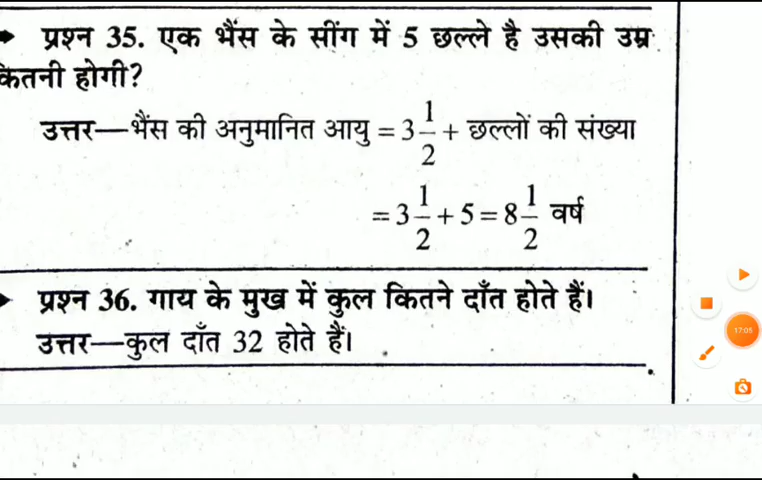 प्रश्न 35. एक भैंस के सींग में 5 छल्ले है उसकी उम्र
कितनी होगी?
उत्तर—भैंस की अनुमानित आयु = 3 1/2 + छल्लों की संख्या
= 3 1/2 + 5 = 8 1/2 वर्ष
प्रश्न 36. गाय के मुख में कुल कितने दाँत होते हैं।
उत्तर—कुल दाँत 32 होते हैं।
17:05